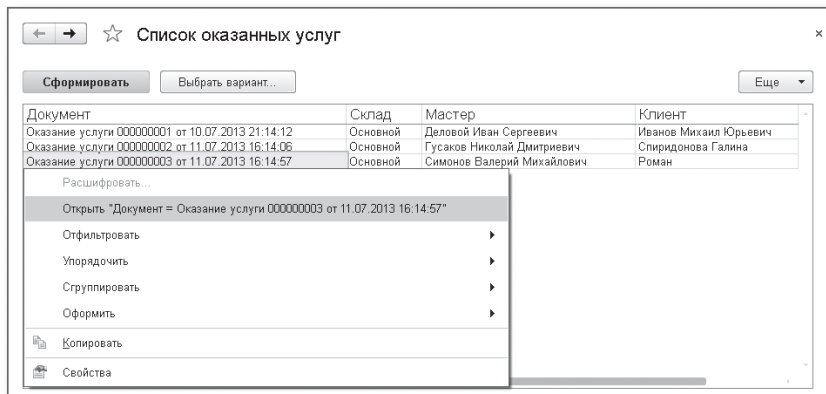 Список оказанных услуг
Сформировать Выбрать вариант... Еще
Документ Склад Мастер Клиент
Оказание услуги 000000001 от 10.07.2013 21:14:12 Основной Деловой Иван Сергеевич Иванов Михаил Юрьевич
Оказание услуги 000000002 от 11.07.2013 16:14:06 Основной Гусаков Николай Дмитриевич Спиридонова Галина
Оказание услуги 000000003 от 11.07.2013 16:14:57 Основной Симонов Валерий Михайлович Роман
Расшифровать...
Открыть "Документ = Оказание услуги 000000003 от 11.07.2013 16:14:57"
Отфильтровать
Упорядочить
Сгруппировать
Оформить
Копировать
Свойства